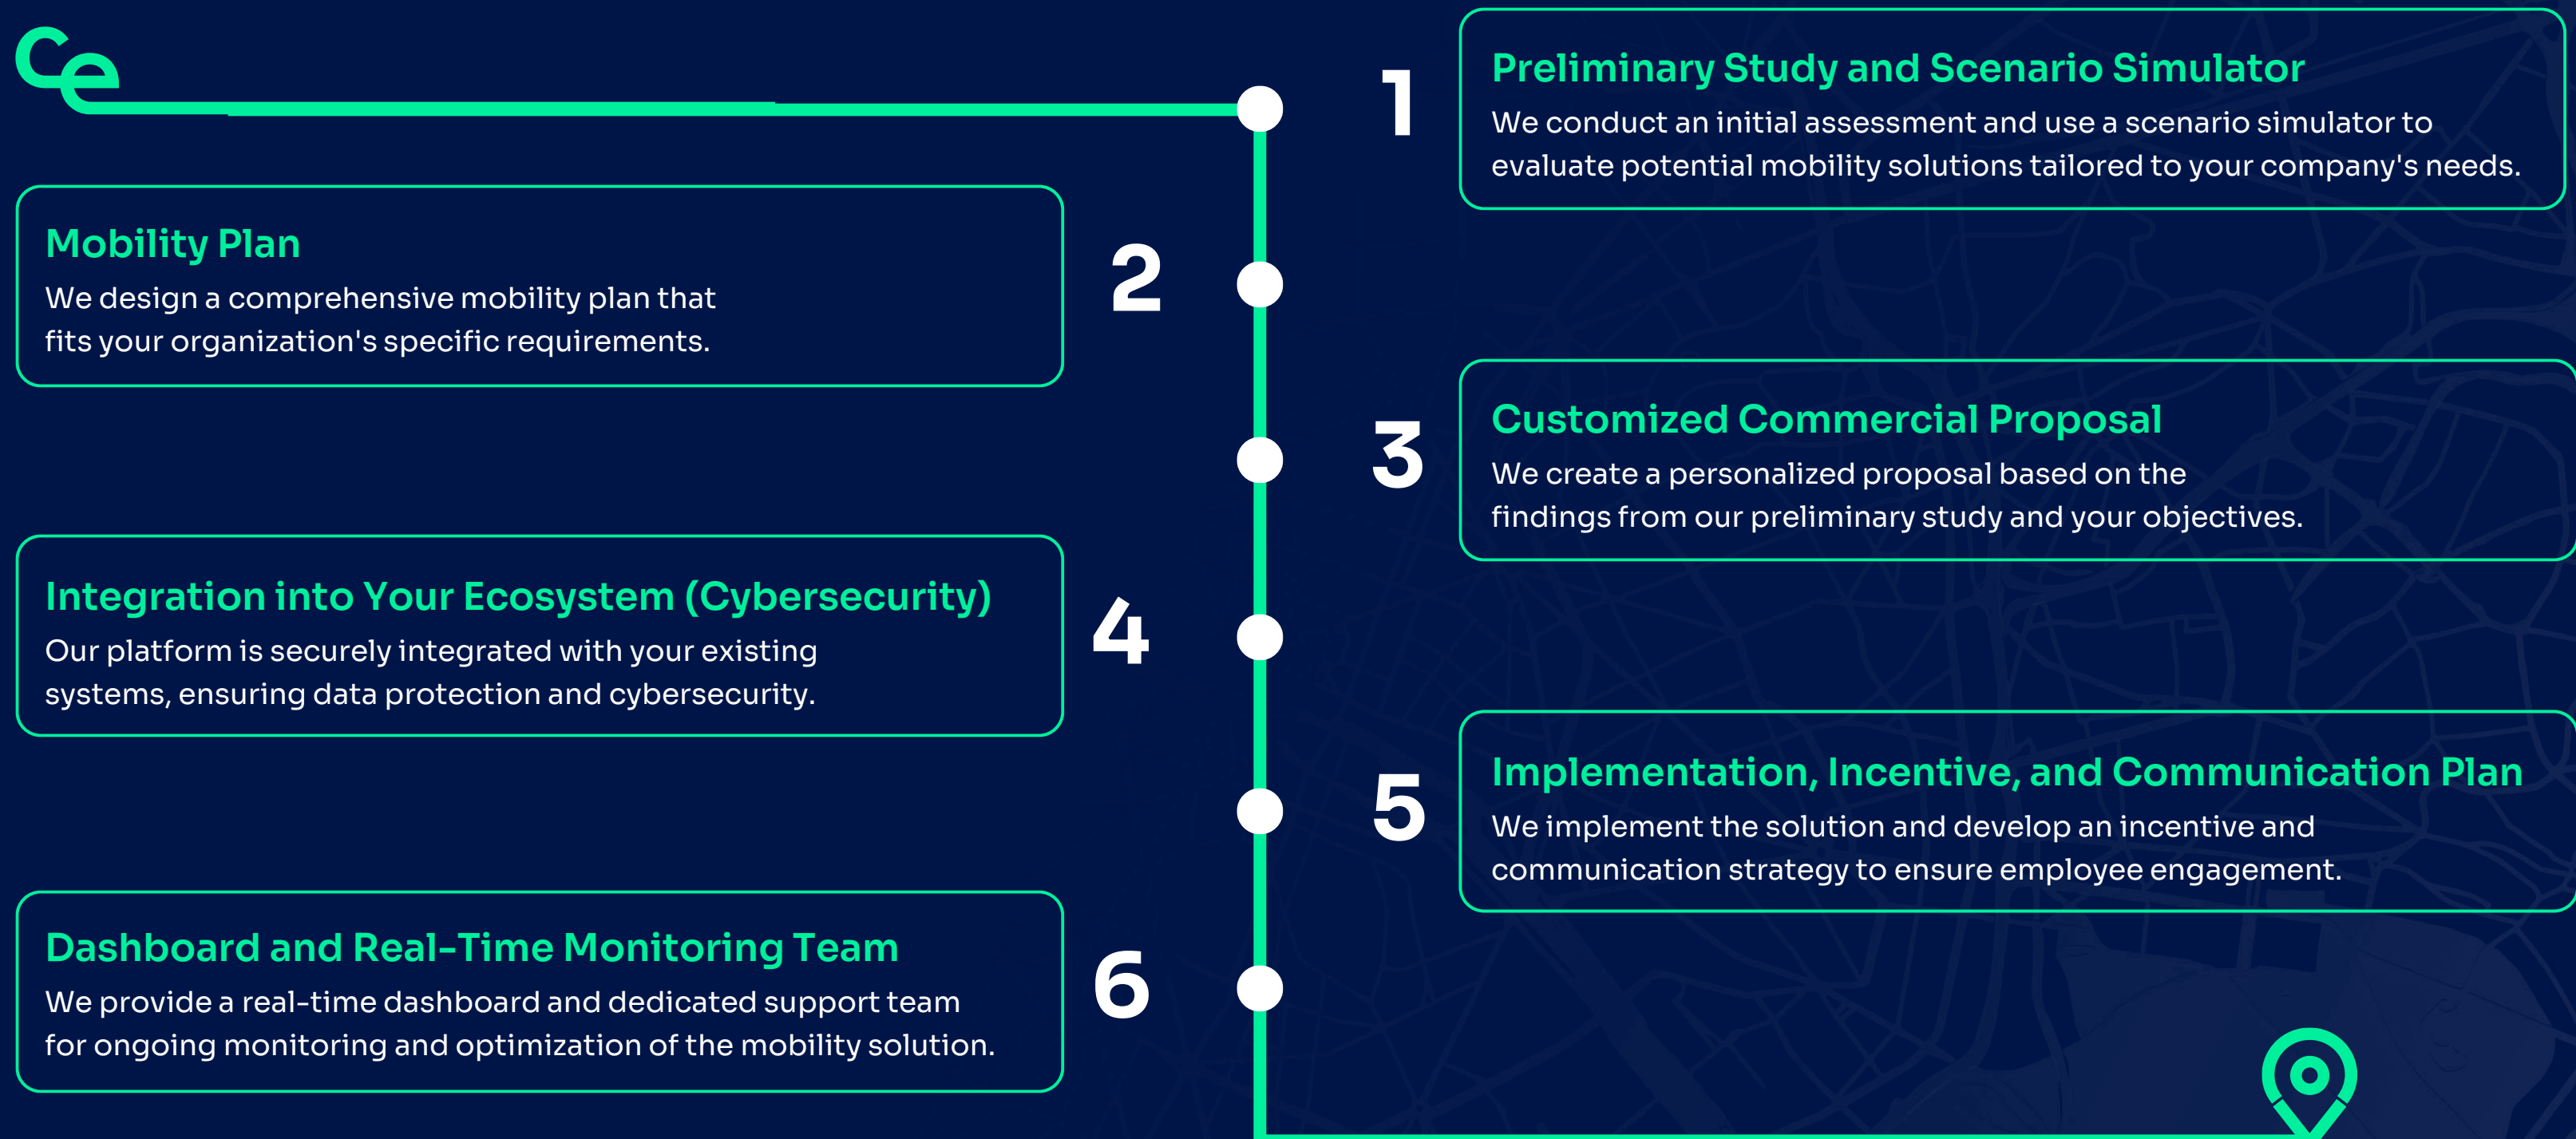 ce
1
Preliminary Study and Scenario Simulator
We conduct an initial assessment and use a scenario simulator to
evaluate potential mobility solutions tailored to your company's needs.
2
Mobility Plan
We design a comprehensive mobility plan that
fits your organization's specific requirements.
3
Customized Commercial Proposal
We create a personalized proposal based on the
findings from our preliminary study and your objectives.
4
Integration into Your Ecosystem (Cybersecurity)
Our platform is securely integrated with your existing
systems, ensuring data protection and cybersecurity.
5
Implementation, Incentive, and Communication Plan
We implement the solution and develop an incentive and
communication strategy to ensure employee engagement.
6
Dashboard and Real-Time Monitoring Team
We provide a real-time dashboard and dedicated support team
for ongoing monitoring and optimization of the mobility solution.